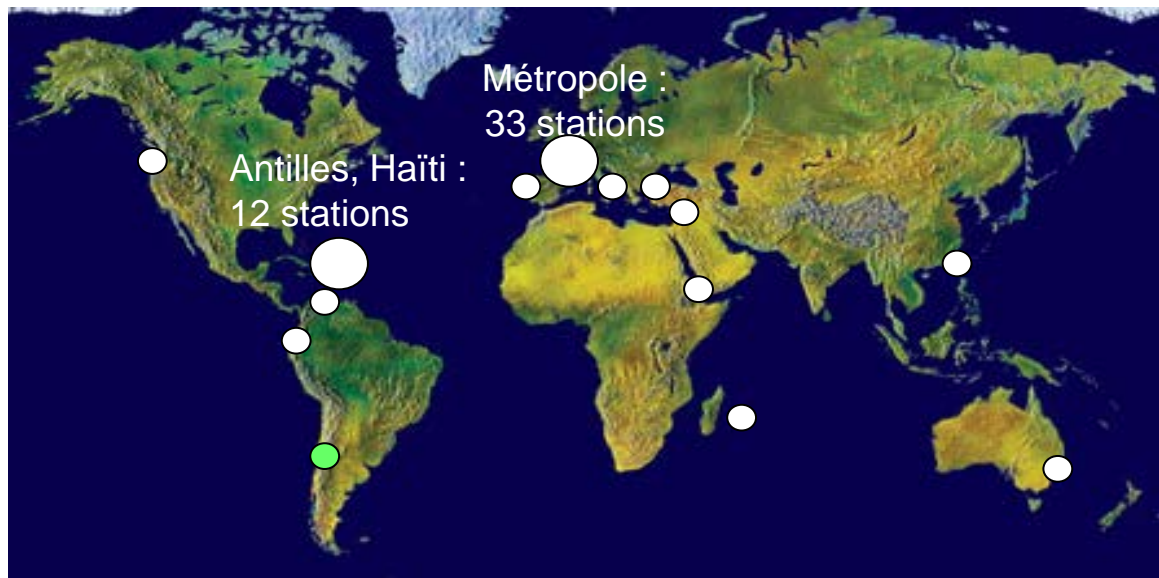 Métropole :
33 stations
Antilles, Haïti :
12 stations